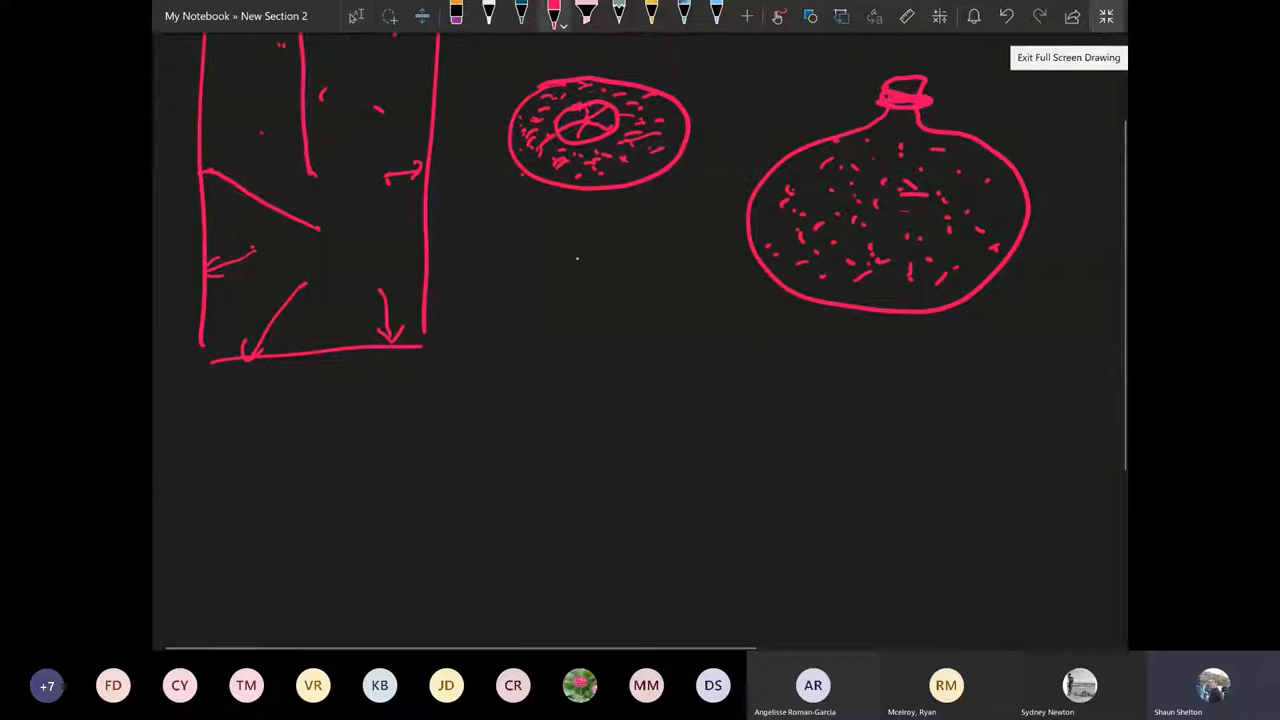 My Notebook » New Section 2
Exit Full Screen Drawing
+7
FD
CY
TM
VR
KB
JD
CR
MM
DS
AR
RM
Angelisse Roman-Garcia
Mcelroy, Ryan
Sydney Newton
Shaun Shelton